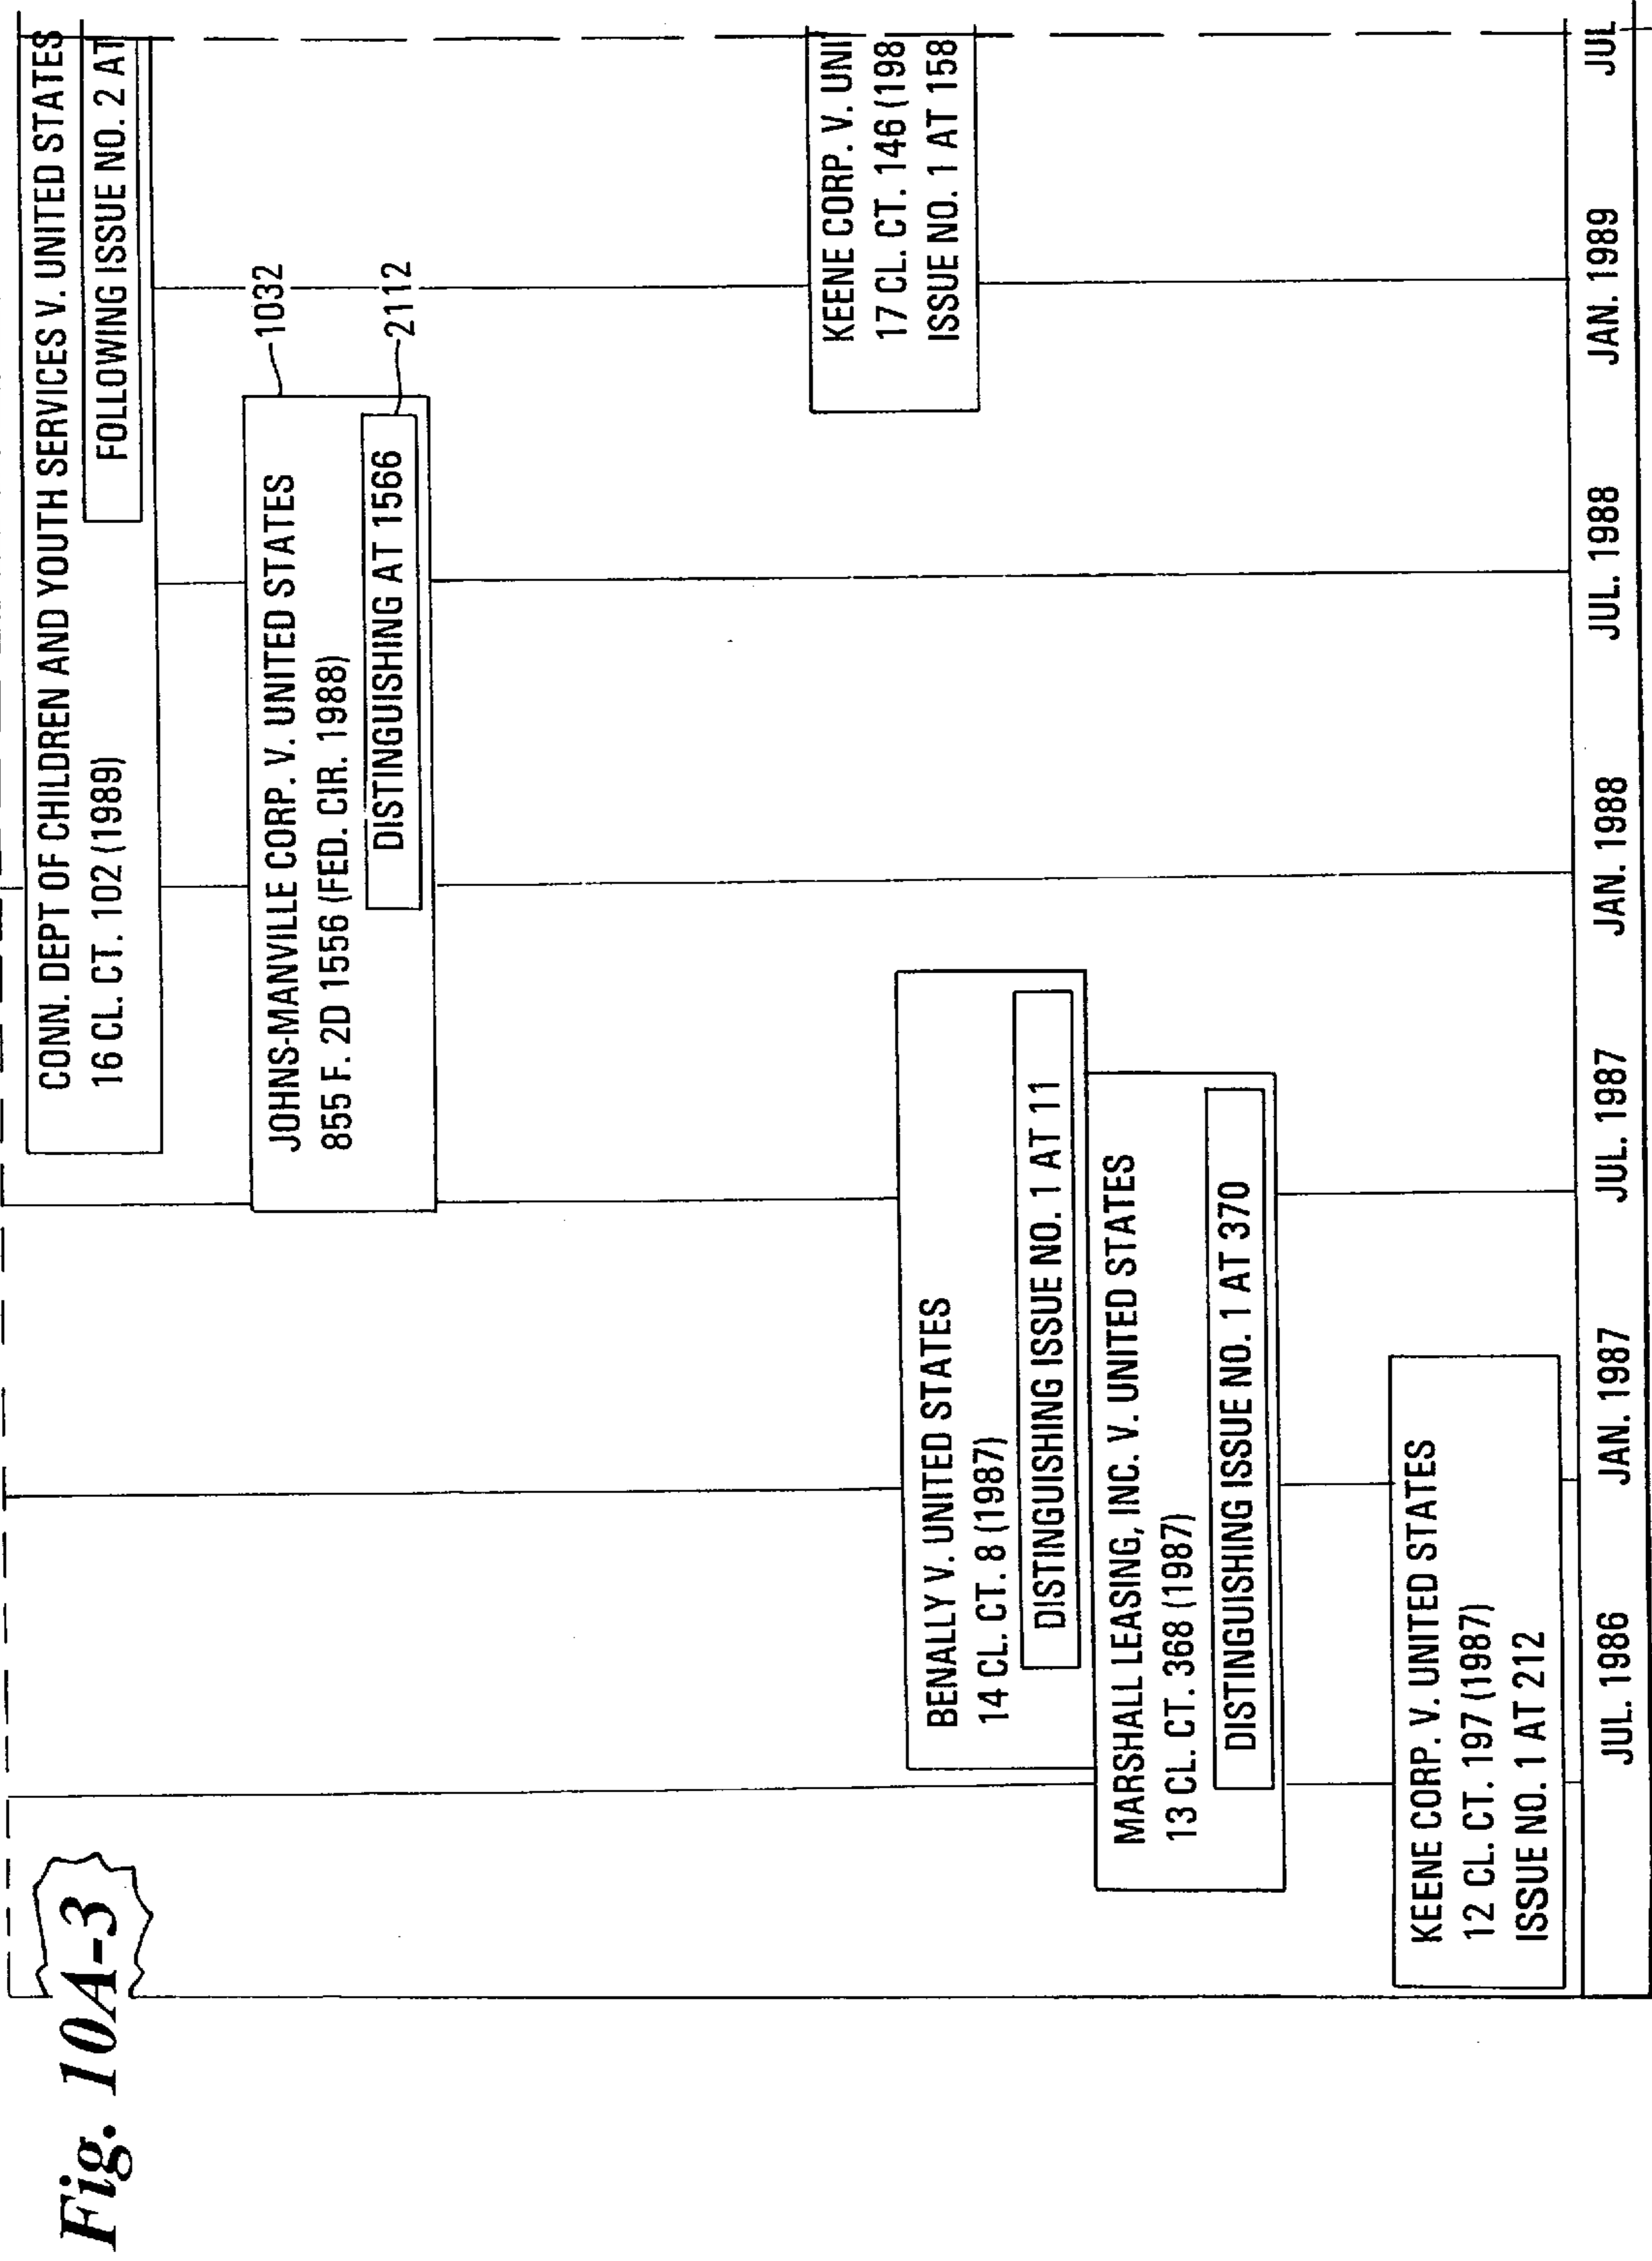 Fig. 10A-3
CONN. DEPT OF CHILDREN AND YOUTH SERVICES V. UNITED STATES
16 CL. CT. 102 (1989)
FOLLOWING ISSUE NO. 2 AT
1032
JOHNS-MANVILLE CORP. V. UNITED STATES
855 F. 2D 1556 (FED. CIR. 1988)
DISTINGUISHING AT 1566
2112
KEENE CORP. V. UNI
17 CL. CT. 146 (198
ISSUE NO. 1 AT 158
BENALLY V. UNITED STATES
14 CL. CT. 8 (1987)
DISTINGUISHING ISSUE NO. 1 AT 11
MARSHALL LEASING, INC. V. UNITED STATES
13 CL. CT. 368 (1987)
DISTINGUISHING ISSUE NO. 1 AT 370
KEENE CORP. V. UNITED STATES
12 CL. CT. 197 (1987)
ISSUE NO. 1 AT 212
JUL. 1986
JAN. 1987
JUL. 1987
JAN. 1988
JUL. 1988
JAN. 1989
JUL